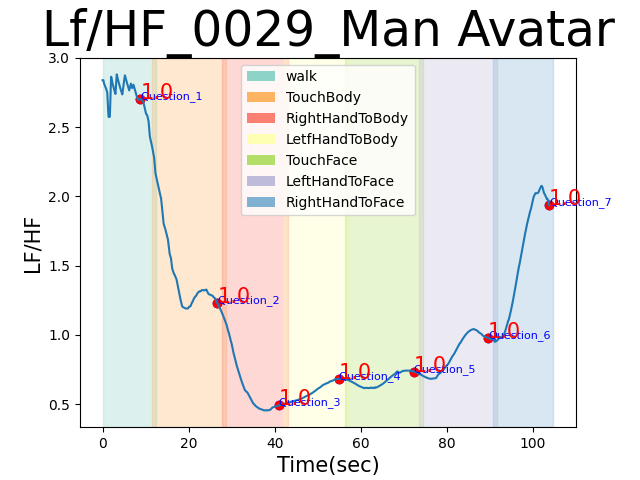 Lf/HF_0029_Man Avatar
walk
TouchBody
RightHandToBody
LetfHandToBody
TouchFace
LeftHandToFace
RightHandToFace
1.0
Question_1
1.0
Question_2
1.0
Question_3
1.0
Question_4
1.0
Question_5
1.0
Question_6
1.0
Question_7
LF/HF
3.0
2.5
2.0
1.5
1.0
0.5
0 20 40 60 80 100
Time(sec)